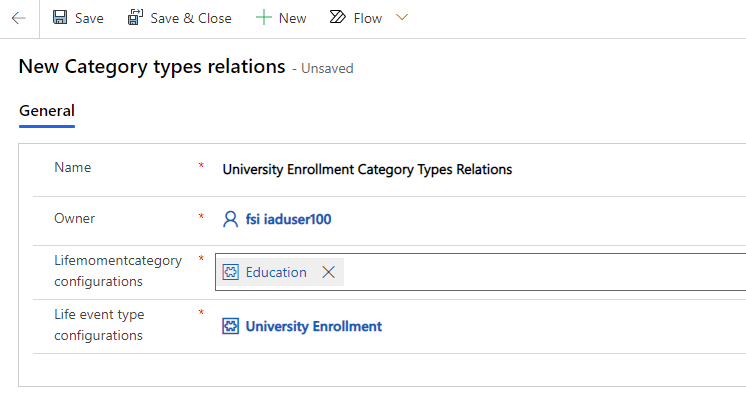 Save Save & Close New Flow
New Category types relations - Unsaved
General
Name * University Enrollment Category Types Relations
Owner * fsi iaduser100
Lifemomentcategory * Education
configurations
Life event type *
configurations University Enrollment